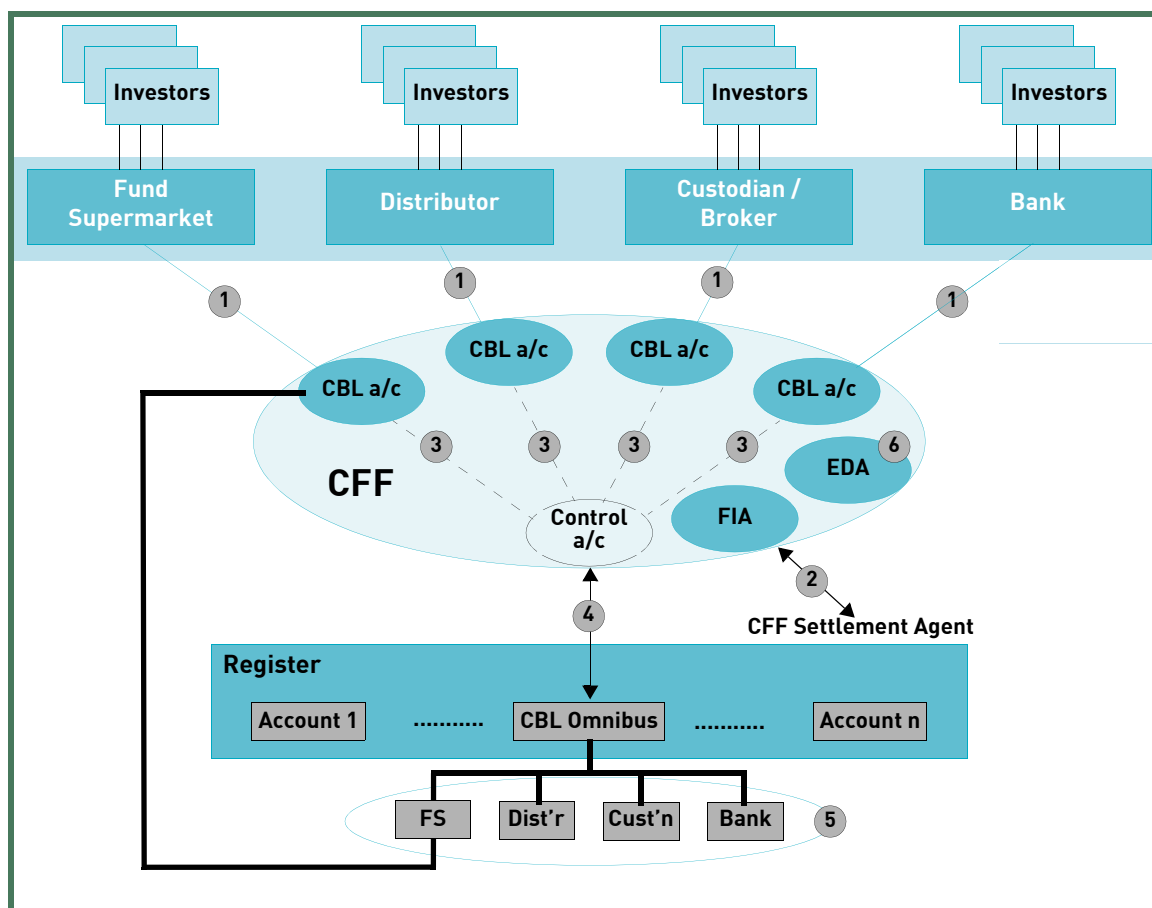 Investors
Investors
Investors
Investors
Fund
Supermarket
Distributor
Custodian /
Broker
Bank
1
1
1
1
CBL a/c
CBL a/c
CBL a/c
CBL a/c
3
3
3
3
6
EDA
CFF
FIA
Control
a/c
2
4
CFF Settlement Agent
Register
Account 1
...........
CBL Omnibus
...........
Account n
FS
Dist’r
Cust’n
Bank
5